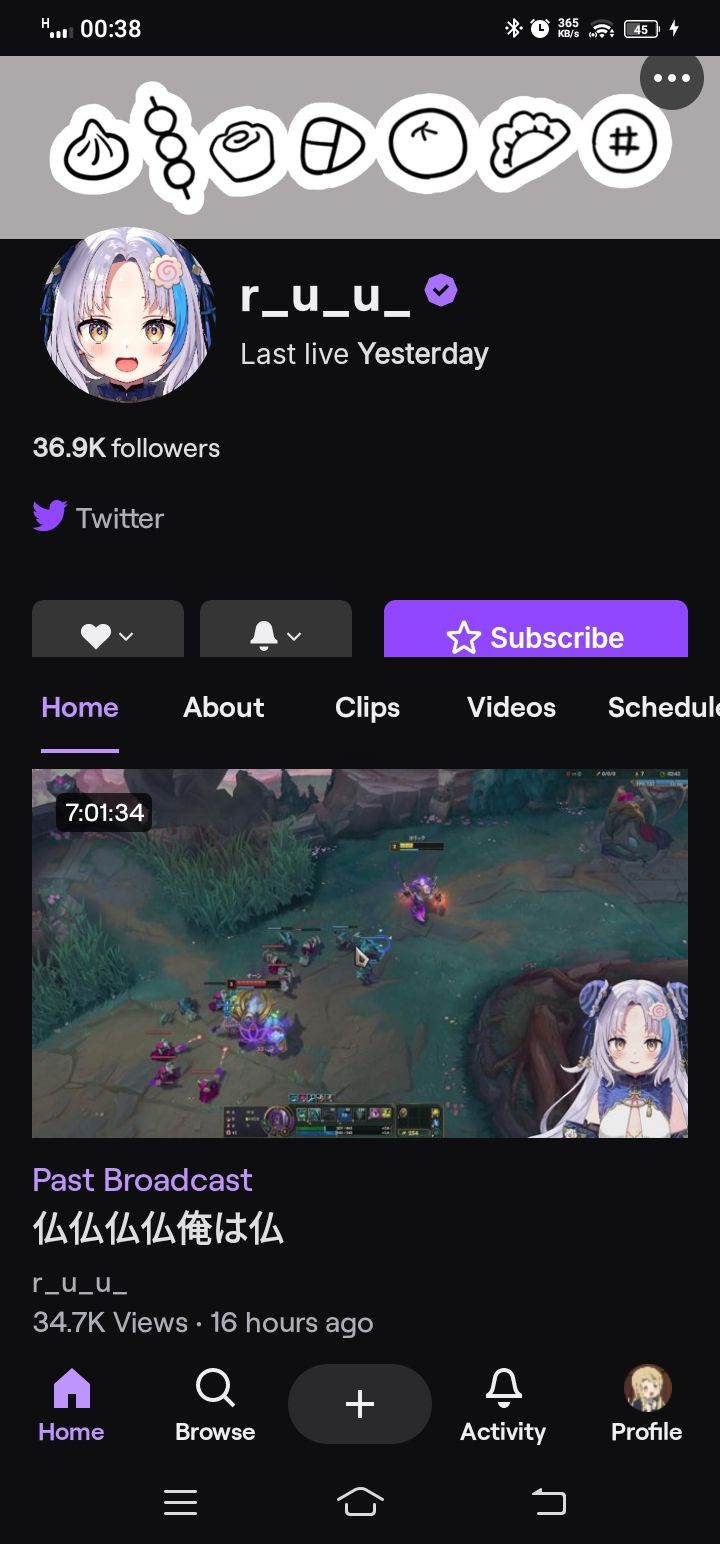 H
00:38
365
KB/s
45
r_u_u_
Last live Yesterday
36.9K followers
Twitter
Subscribe
Home
About
Clips
Videos
Schedule
7:01:34
Past Broadcast
仏仏仏仏俺は仏
r_u_u_
34.7K Views · 16 hours ago
Home
Browse
Activity
Profile